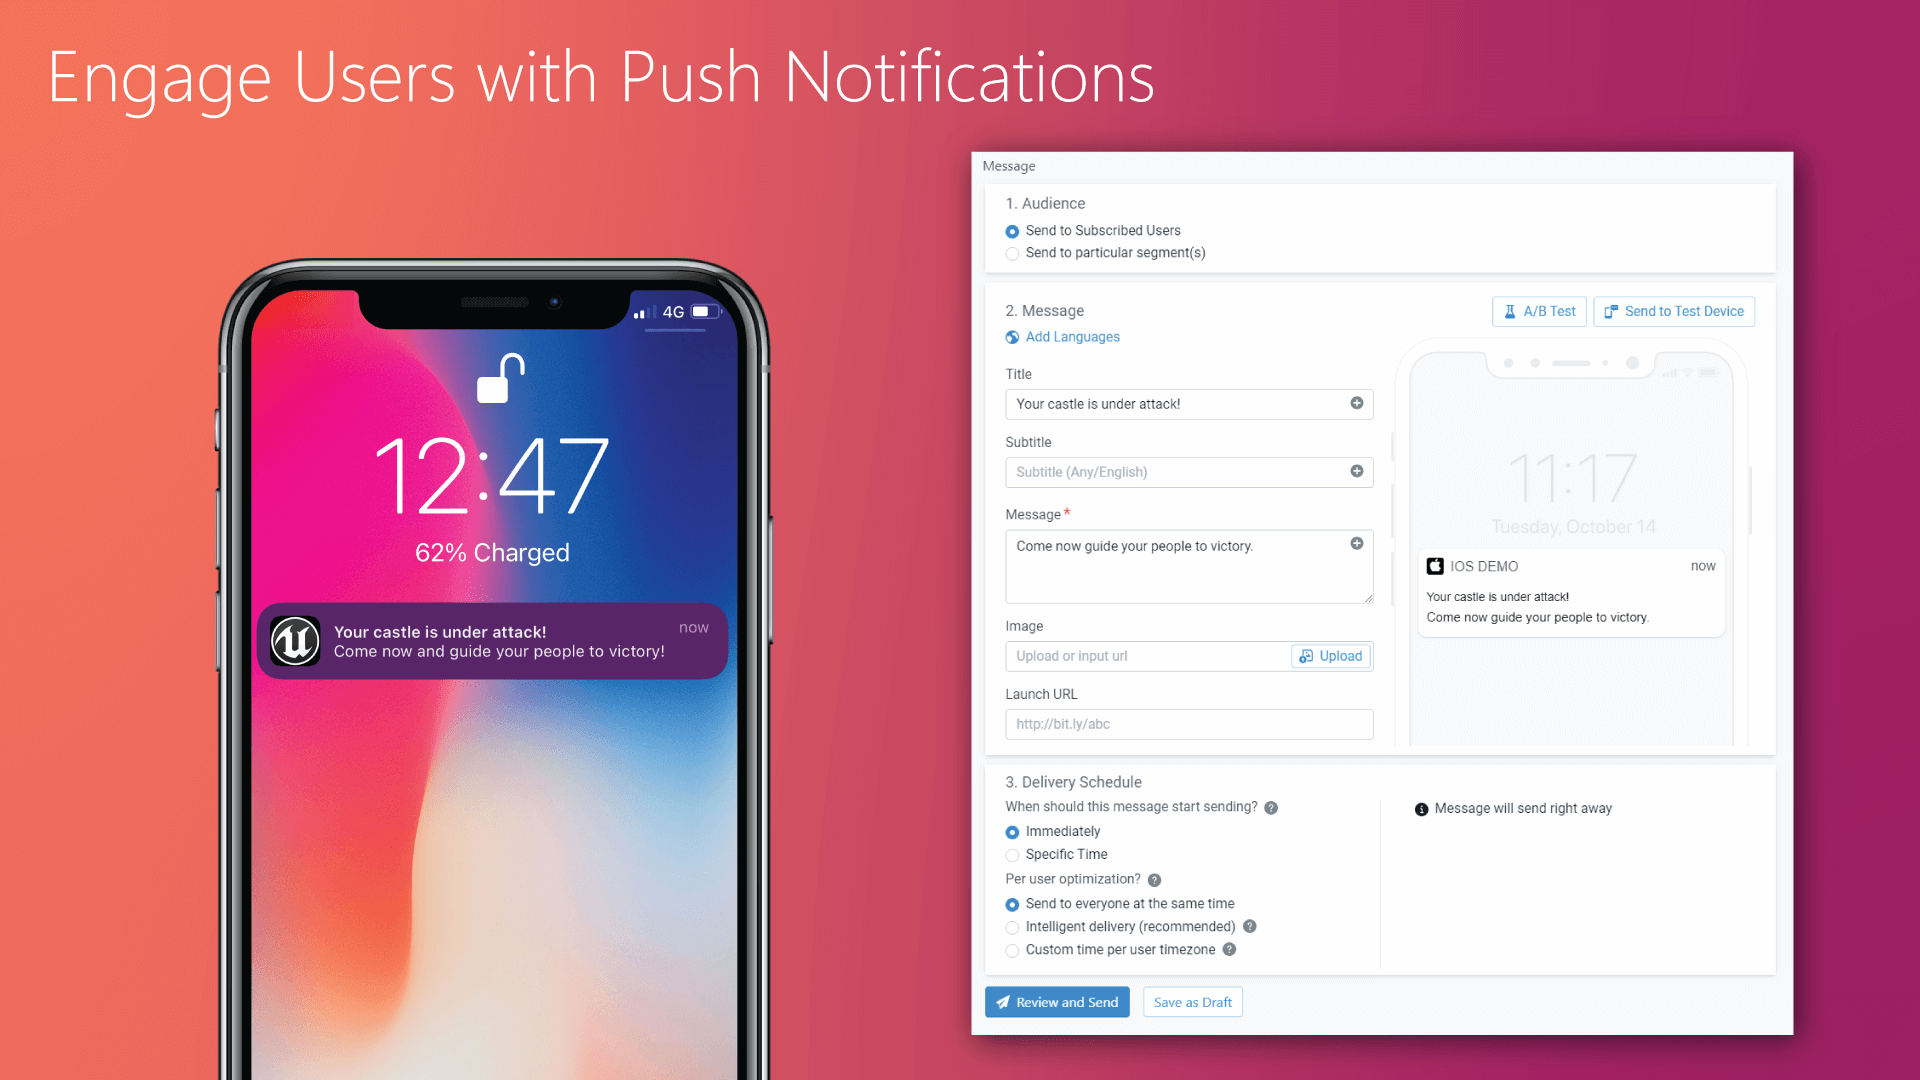 Engage Users with Push Notifications
4G
12:47
62% Charged
Your castle is under attack!
now
Come now and guide your people to victory!
Message
1. Audience
Send to Subscribed Users
Send to particular segment(s)
2. Message
A/B Test
Send to Test Device
Add Languages
Title
Your castle is under attack!
Subtitle
Subtitle (Any/English)
Message*
Come now guide your people to victory.
Image
Upload or input url
Upload
Launch URL
http://bit.ly/abc
11:17
Tuesday, October 14
IOS DEMO
now
Your castle is under attack!
Come now guide your people to victory.
3. Delivery Schedule
When should this message start sending?
Immediately
Specific Time
Per user optimization?
Send to everyone at the same time
Intelligent delivery (recommended)
Custom time per user timezone
Message will send right away
Review and Send
Save as Draft